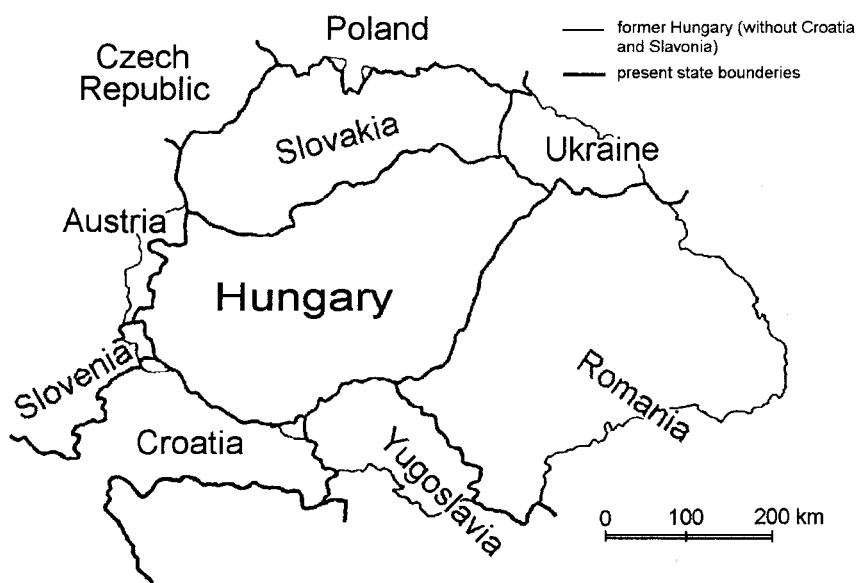 Poland
former Hungary (without Croatia
and Slavonia)
Czech
Republic
present state bounderies
Slovakia
Ukraine
Austria
Hungary
Slovenia
Romania
Croatia
Yugoslavia
0 100 200 km